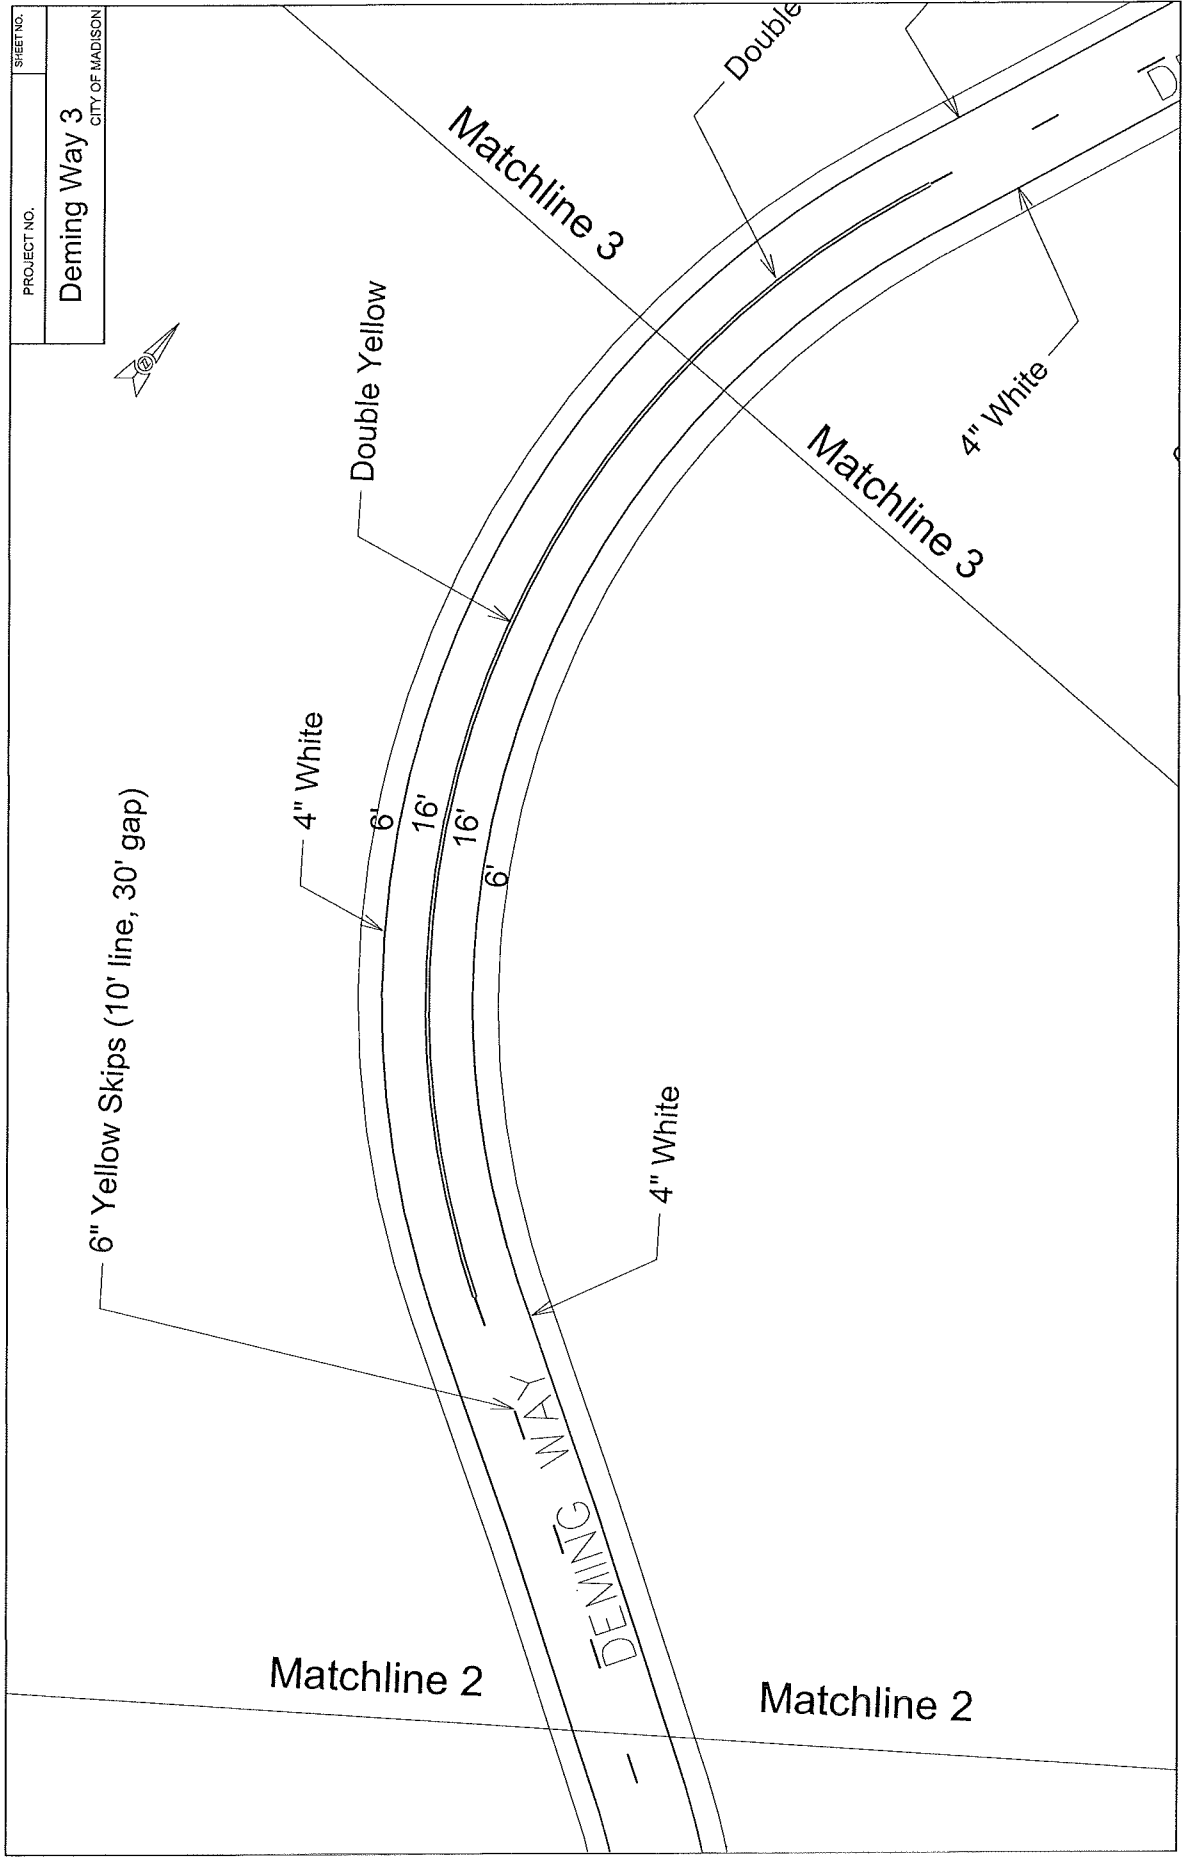 SHEET NO.
PROJECT NO.
Deming Way 3
CITY OF MADISON
Double
Matchline 3
Double Yellow
4" White
Matchline 3
4" White
6'
16'
16'
6'
6" Yellow Skips (10' line, 30' gap)
4" White
DEMING WAY
Matchline 2
Matchline 2